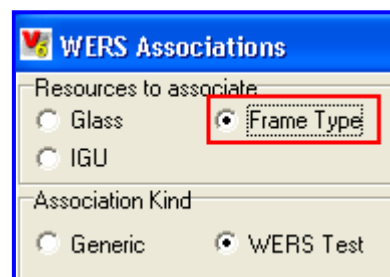 WERS Associations
Resources to associate
Glass Frame Type
IGU
Association Kind
Generic WERS Test